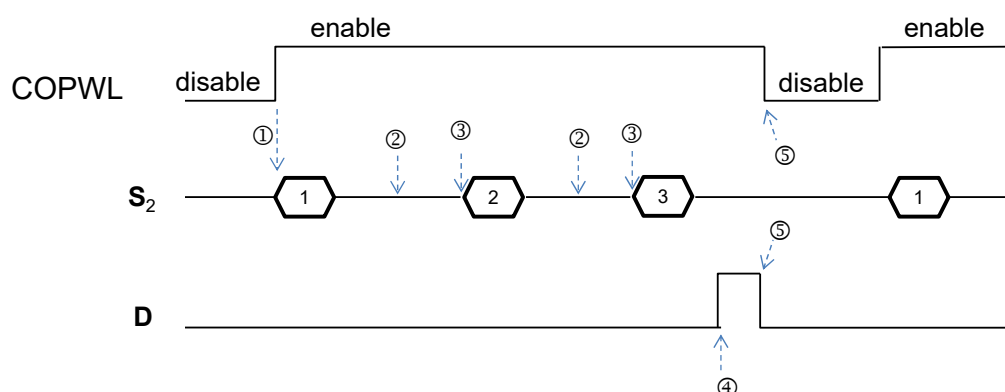 enable enable
disable disable
COPWL
① ② ③ ② ③ ⑤
S₂ 1 2 3 1
⑤
D
④